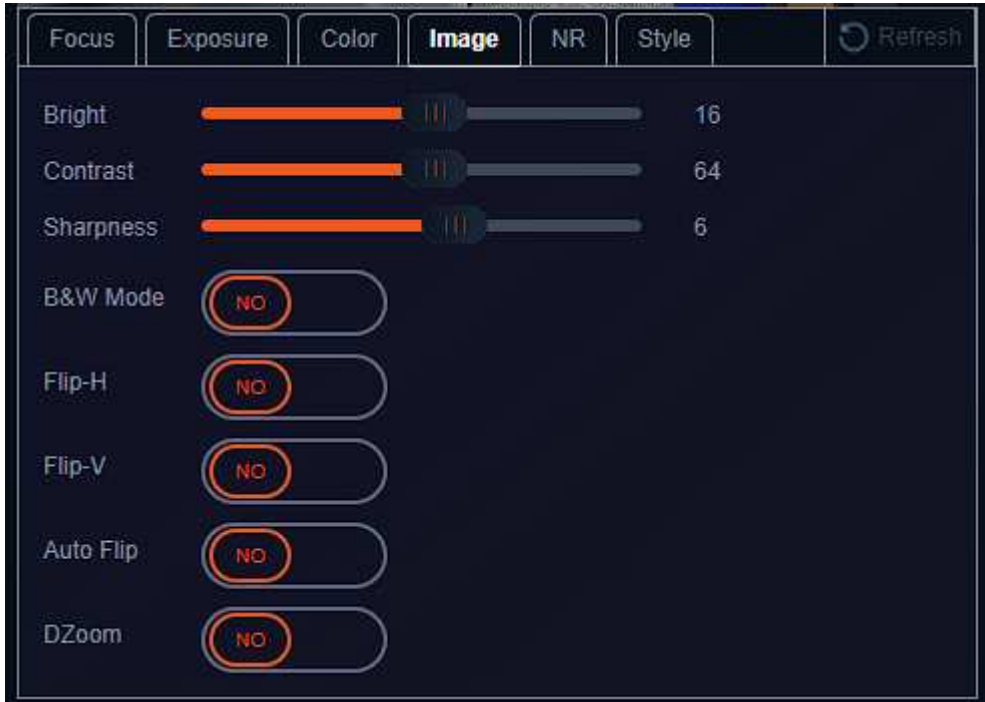 Focus Exposure Color Image NR Style Refresh
Bright 16
Contrast 64
Sharpness 6
B&W Mode NO
Flip-H NO
Flip-V NO
Auto Flip NO
DZoom NO